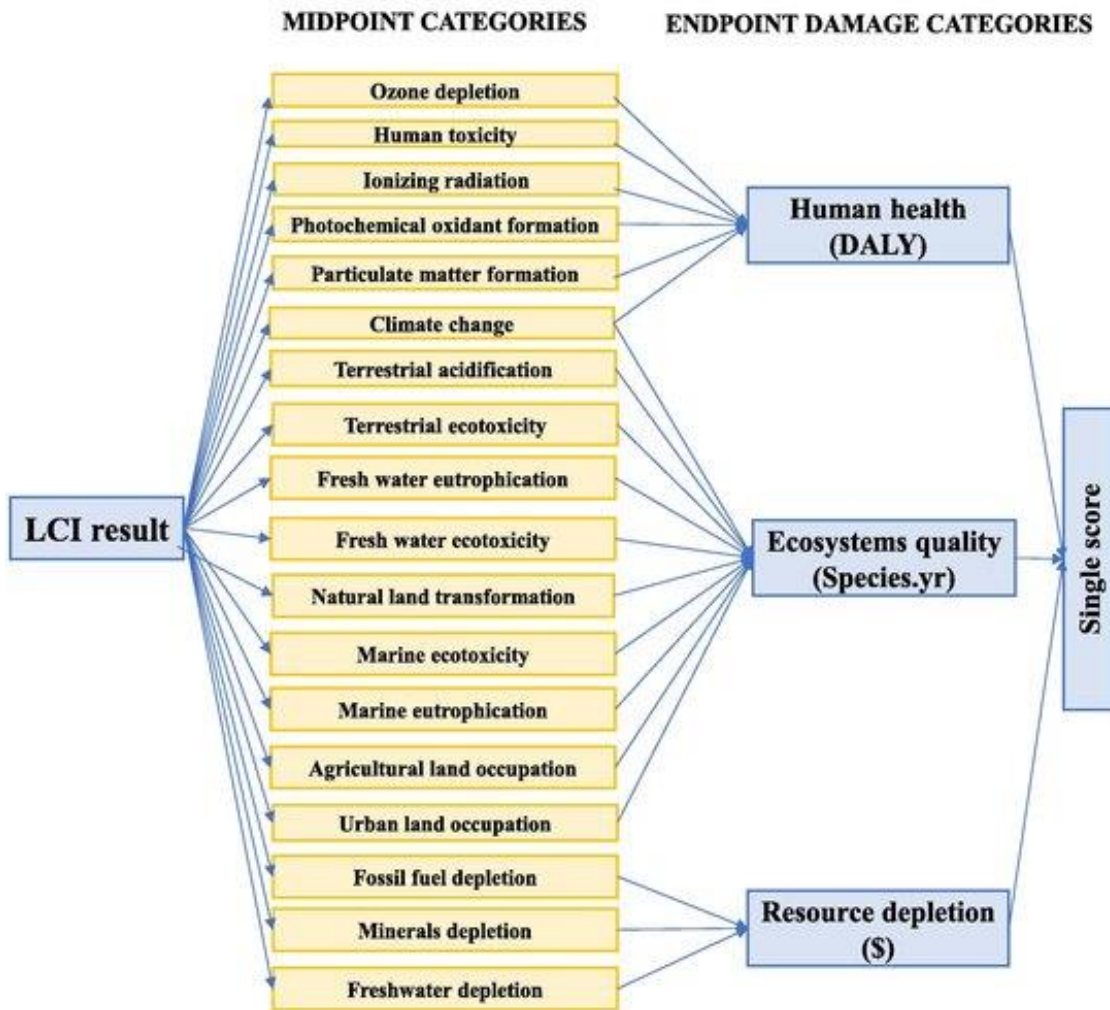 MIDPOINT CATEGORIES
ENDPOINT DAMAGE CATEGORIES
Ozone depletion
Human toxicity
Ionizing radiation
Photochemical oxidant formation
Particulate matter formation
Climate change
Terrestrial acidification
Terrestrial ecotoxicity
Fresh water eutrophication
Fresh water ecotoxicity
Natural land transformation
Marine ecotoxicity
Marine eutrophication
Agricultural land occupation
Urban land occupation
Fossil fuel depletion
Minerals depletion
Freshwater depletion
LCI result
Human health
(DALY)
Ecosystems quality
(Species.yr)
Resource depletion
($)
Single score